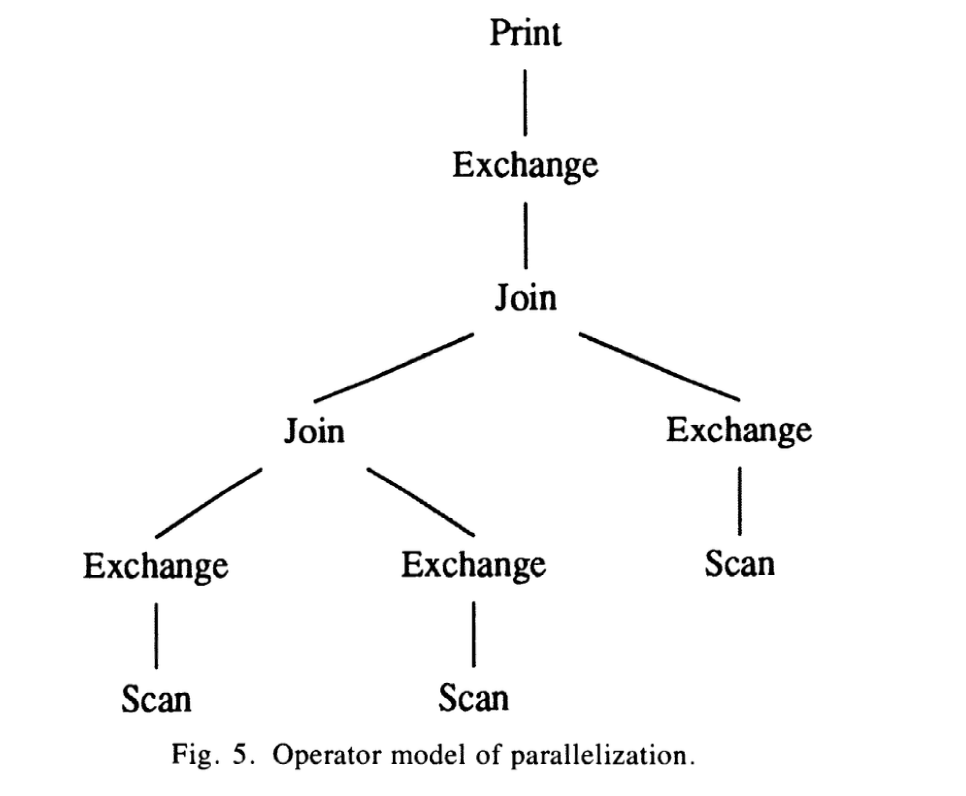 Print
Exchange
Join
Join
Exchange
Exchange
Exchange
Scan
Scan
Scan
Fig. 5. Operator model of parallelization.